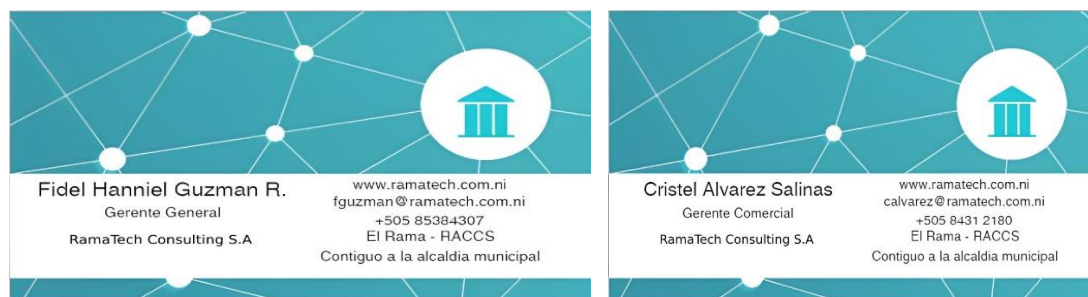 Fidel Hanniel Guzman R.
Gerente General
RamaTech Consulting S.A
www.ramatech.com.ni
fguzman@ramatech.com.ni
+505 85384307
El Rama - RACCS
Contiguo a la alcaldia municipal
Cristel Alvarez Salinas
Gerente Comercial
RamaTech Consulting S.A
www.ramatech.com.ni
calvarez@ramatech.com.ni
+505 8431 2180
El Rama - RACCS
Contiguo a la alcaldia municipal